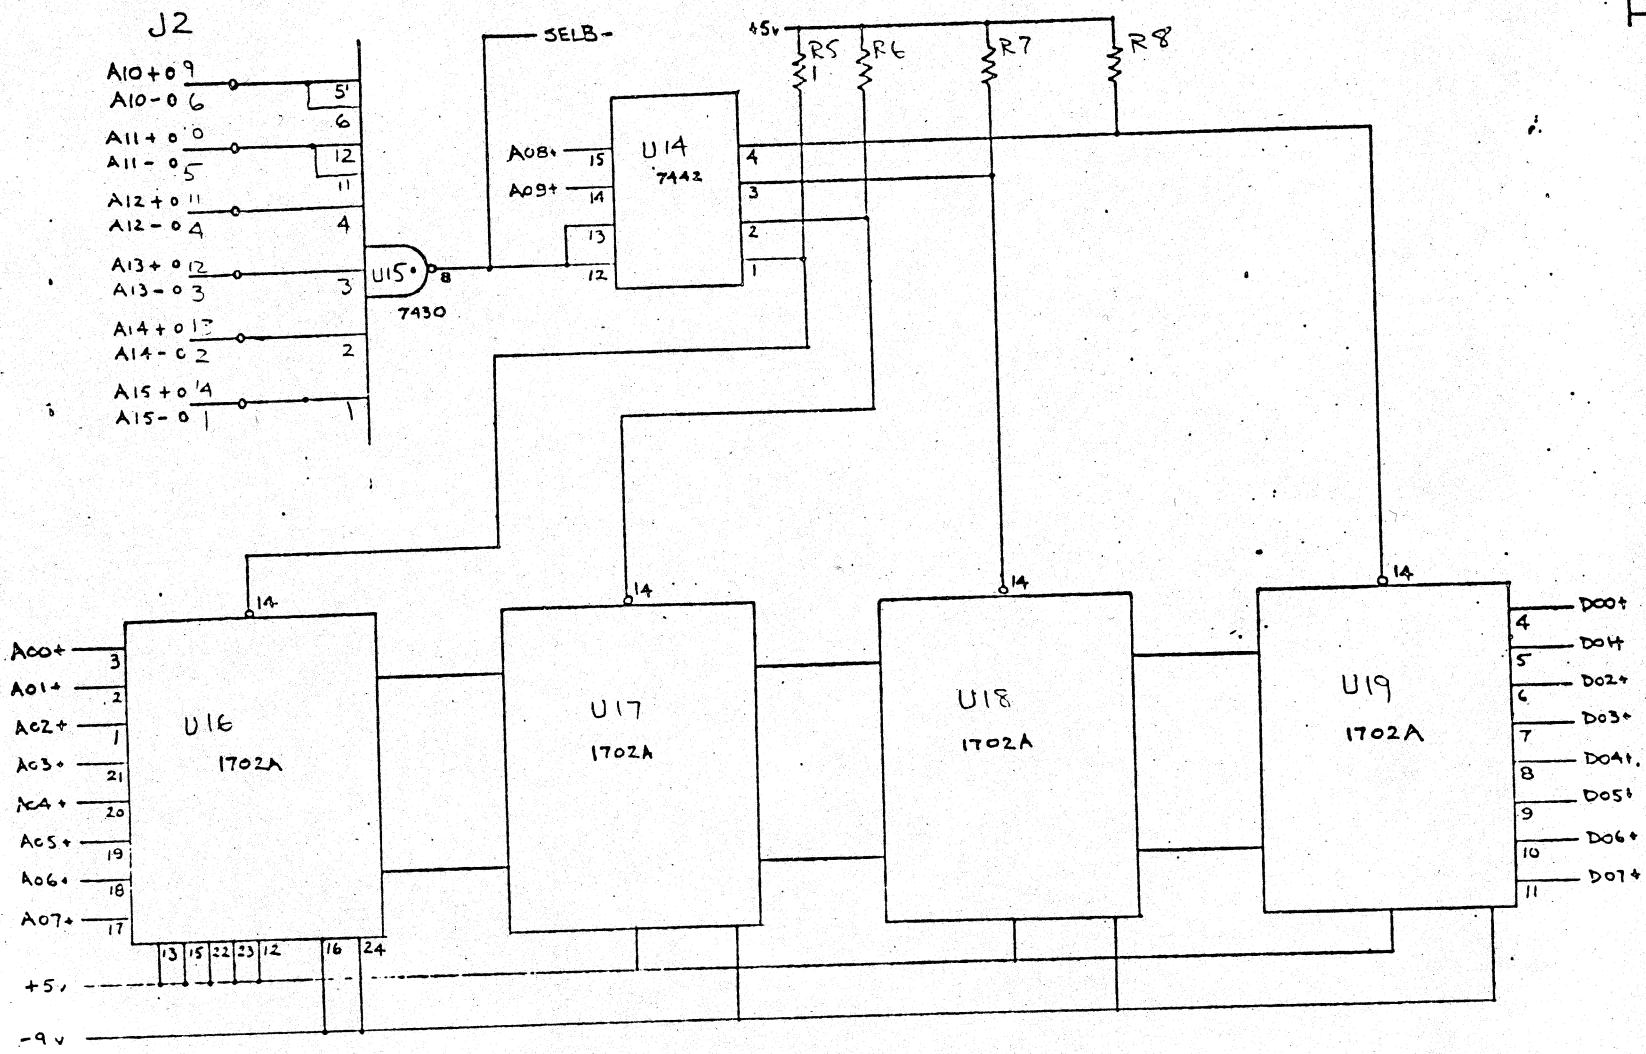 J2
A10+o 9
A10-o 6
A11+o 0
A11-o 5
A12+o 11
A12-o 4
A13+o 12
A13-o 3
A14+o 13
A14-o 2
A15+o 14
A15-o 1
5
6
12
11
4
3
2
1
U15
8
7430
SELB-
+5v
R5
1
R6
R7
R8
A08+
15
A09+
14
13
12
U14
7442
4
3
2
1
14
14
14
14
A00+
3
A01+
2
A02+
1
A03+
21
A04+
20
A05+
19
A06+
18
A07+
17
U16
1702A
U17
1702A
U18
1702A
U19
1702A
D00+
4
D01+
5
D02+
6
D03+
7
D04+
8
D05+
9
D06+
10
D07+
11
13 15 22 23 12 16 24
+5v
-9v